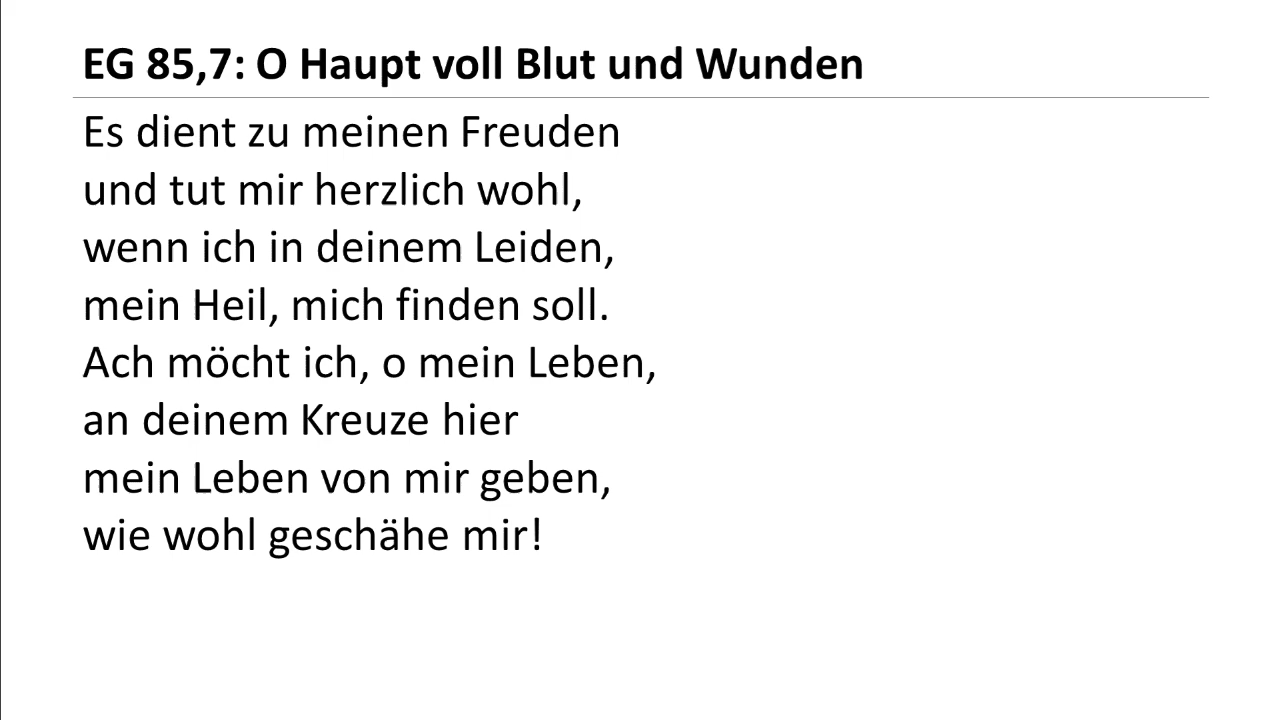 EG 85,7: O Haupt voll Blut und Wunden
Es dient zu meinen Freuden
und tut mir herzlich wohl,
wenn ich in deinem Leiden,
mein Heil, mich finden soll.
Ach möcht ich, o mein Leben,
an deinem Kreuze hier
mein Leben von mir geben,
wie wohl geschähe mir!